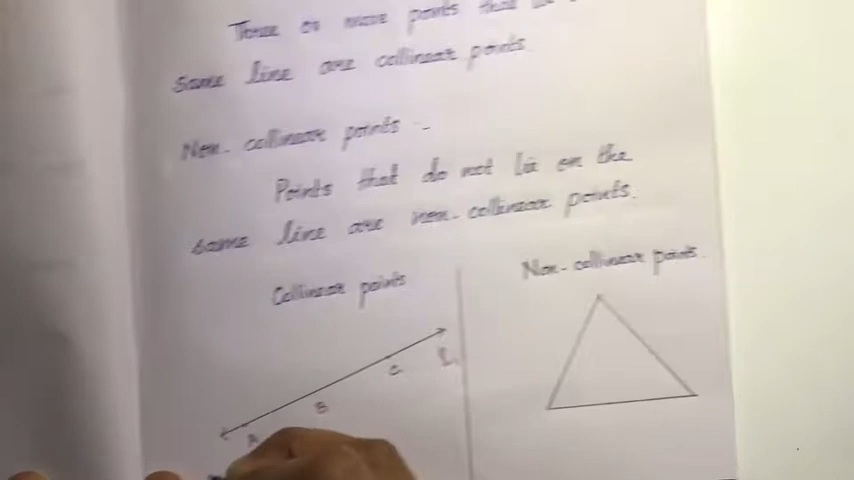 Three or more points that lie
same line are collinear points.
Non-collinear points :-
Points that do not lie on the
same line are non-collinear points.
Collinear points
Non-collinear points.
A B C L